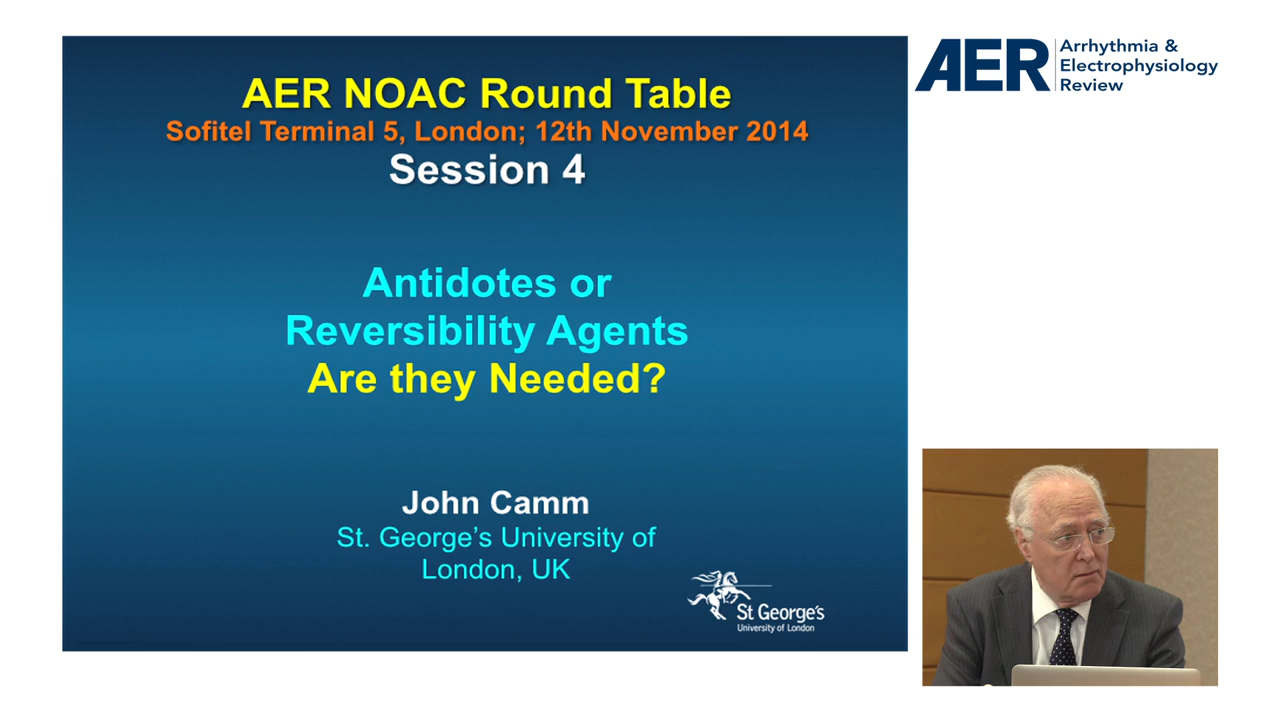 AER NOAC Round Table
Sofitel Terminal 5, London; 12th November 2014
Session 4
Antidotes or
Reversibility Agents
Are they Needed?
John Camm
St. George's University of
London, UK
St George's
University of London
AER
Arrhythmia &
Electrophysiology
Review